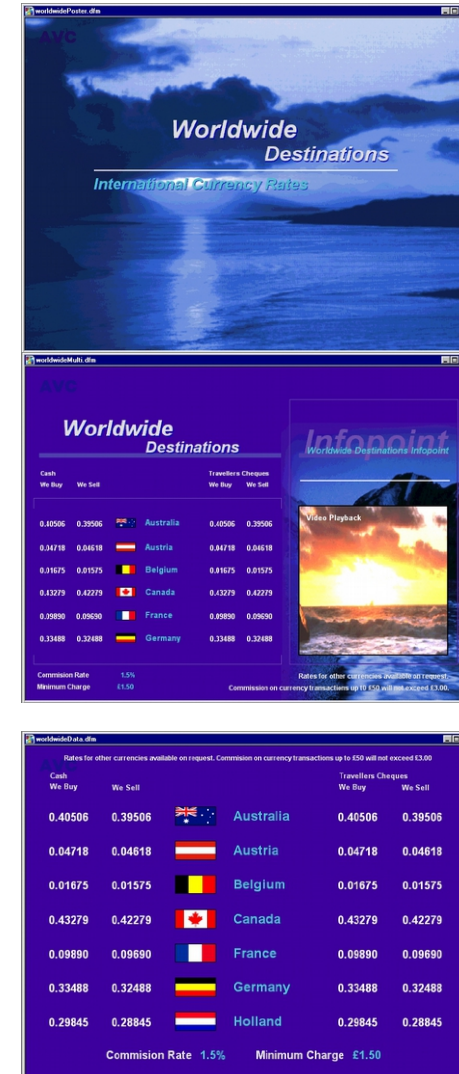 worldwidePoster.dfm
AVC
Worldwide
Destinations
International Currency Rates
worldwideMulti.dfm
AVC
Worldwide
Destinations
Infopoint
Worldwide Destinations Infopoint
Cash
Travellers Cheques
We Buy We Sell We Buy We Sell
Video Playback
0.40506 0.39506 Australia 0.40506 0.39506
0.04718 0.04618 Austria 0.04718 0.04618
0.01675 0.01575 Belgium 0.01675 0.01575
0.43279 0.42279 Canada 0.43279 0.42279
0.09890 0.09690 France 0.09890 0.09690
0.33488 0.32488 Germany 0.33488 0.32488
Commision Rate 1.5%
Minimum Charge £1.50
Rates for other currencies available on request.
Commission on currency transactions up to £50 will not exceed £3.00.
worldwideData.dfm
Rates for other currencies available on request. Commision on currency transactions up to £50 will not exceed £3.00
Cash Travellers Cheques
We Buy We Sell We Buy We Sell
0.40506 0.39506 Australia 0.40506 0.39506
0.04718 0.04618 Austria 0.04718 0.04618
0.01675 0.01575 Belgium 0.01675 0.01575
0.43279 0.42279 Canada 0.43279 0.42279
0.09890 0.09690 France 0.09890 0.09690
0.33488 0.32488 Germany 0.33488 0.32488
0.29845 0.28845 Holland 0.29845 0.28845
Commision Rate 1.5% Minimum Charge £1.50